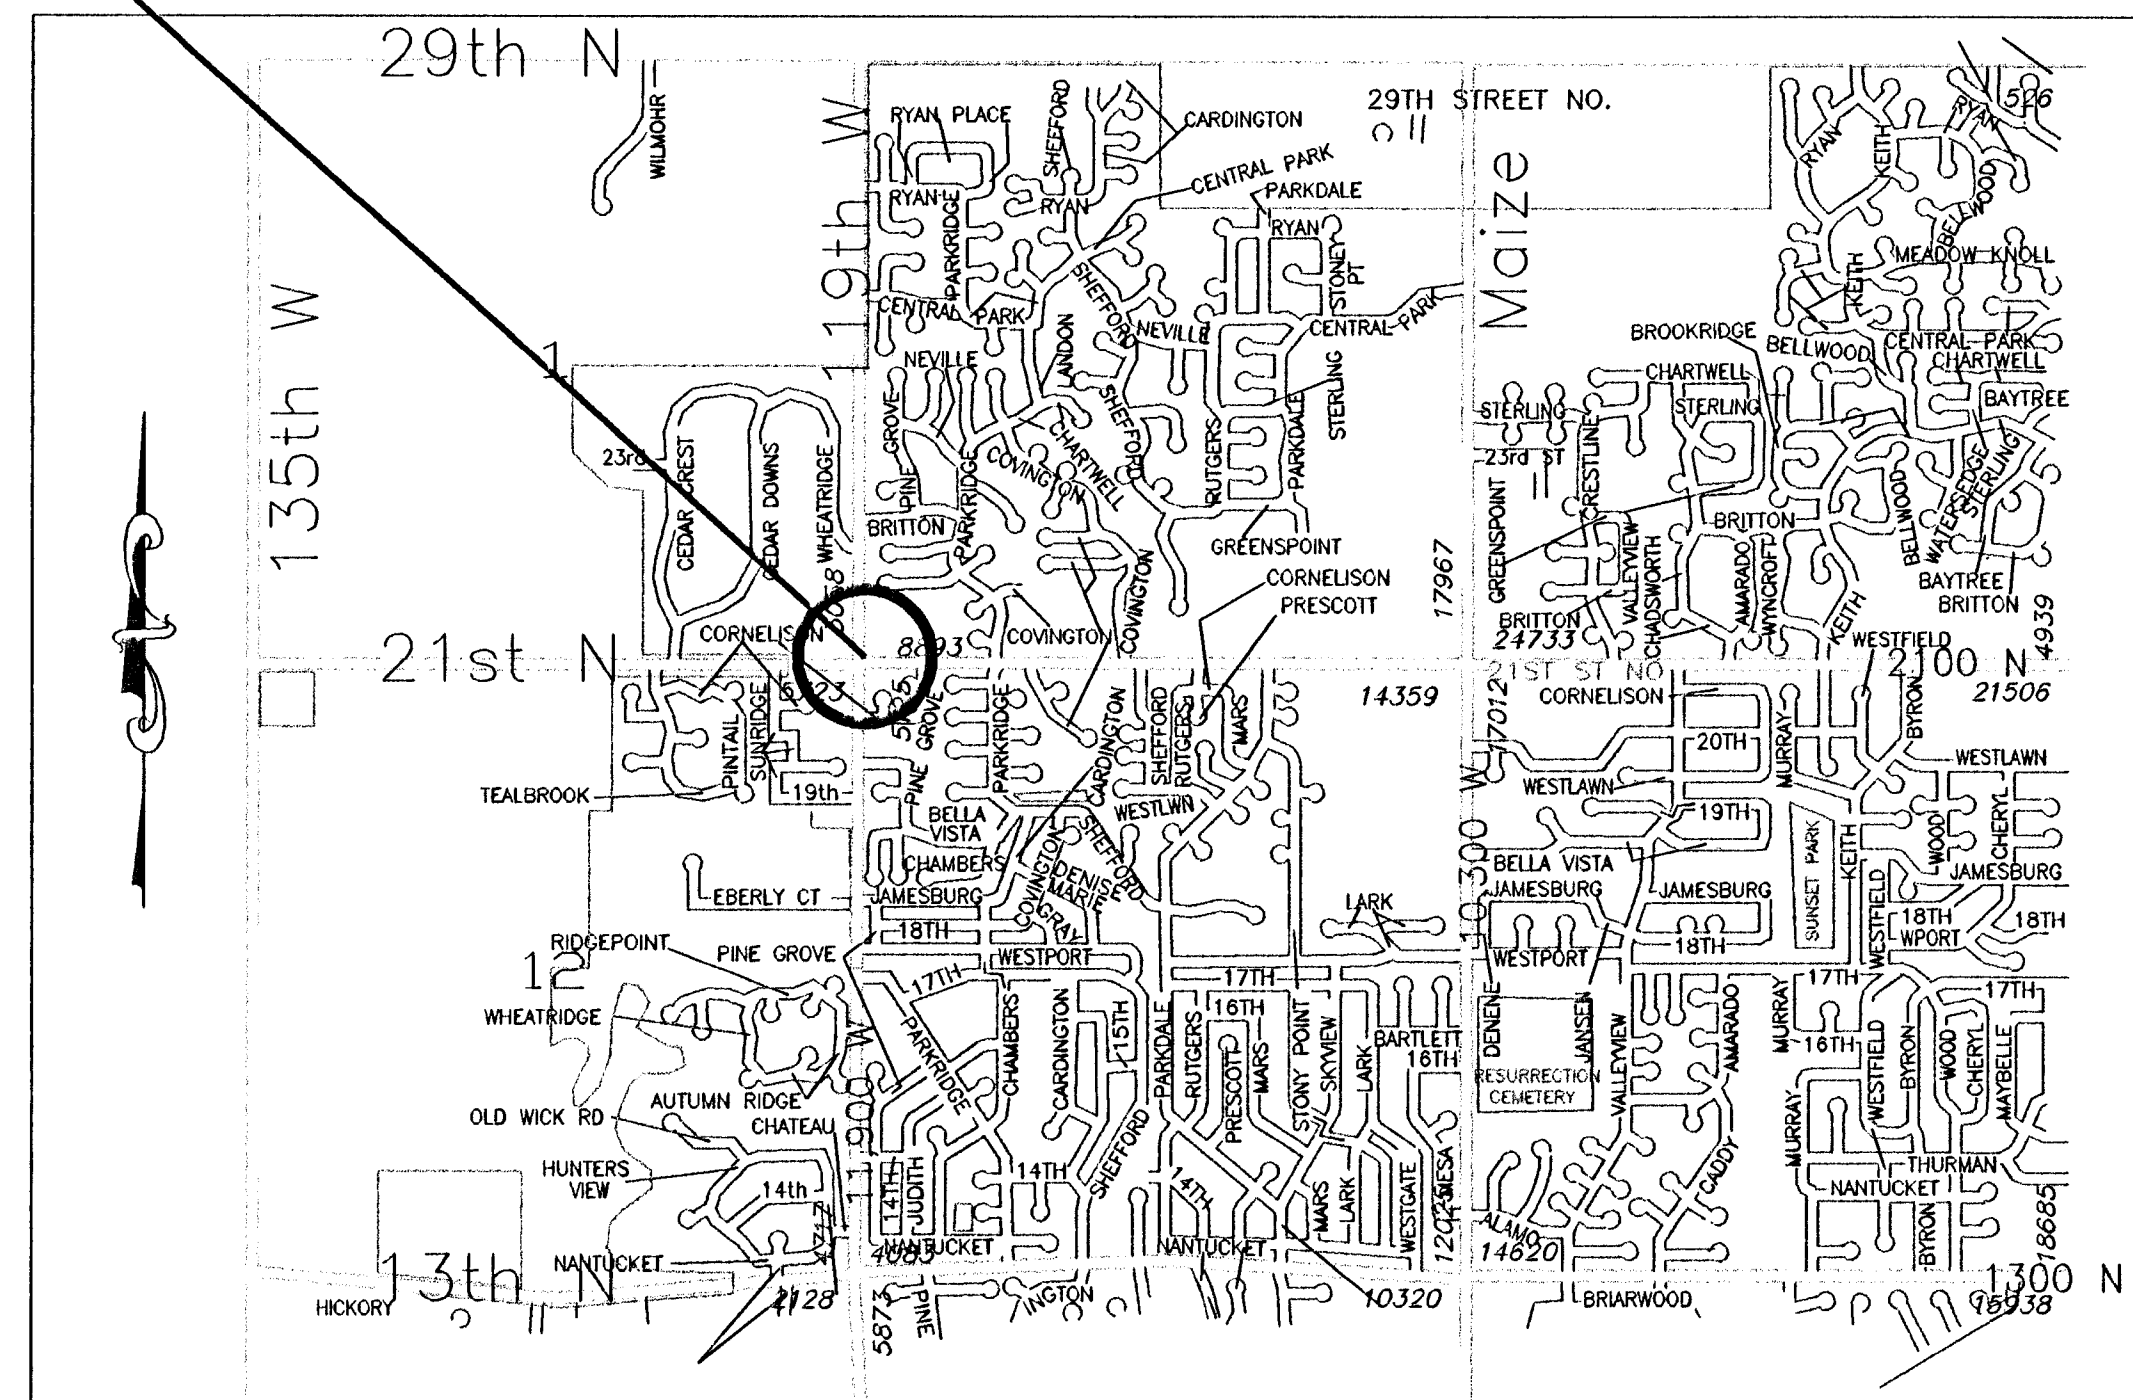 29th N
WILMOHR
119th W
RYAN PLACE
SHEFFORD
CARDINGTON
29TH STREET NO.
Maize
RYAN
526
RYAN
KEITH
BELLWOOD
BELLWOOD
CENTRAL PARK
PARKDALE
RYAN
PARKRIDGE
RYAN
RYAN
STONEY PT
MEADOW KNOLL
KEITH
135th W
CENTRAL PARK
SHEFFORD
NEVILLE
CENTRAL PARK
BROOKRIDGE
BELLWOOD
CENTRAL PARK
CHARTWELL
1
NEVILLE
LANDON
STERLING
CHARTWELL
STERLING
STERLING
BAYTREE
23rd
CEDAR CREST
CEDAR DOWNS
WHEATRIDGE
PINE GROVE
PARKRIDGE
COVINGTON
CHARTWELL
SHEFFORD
RUTGERS
PARKDALE
23rd ST
CRESTLINE
GREENSPOINT
BELLWOOD
WATERSEDGE
STERLING
BRITTON
GREENSPOINT
BRITTON
COVINGTON
CORNELISON
PRESCOTT
17967
VALLEYVIEW
CHADSWORTH
AMARADO
WYNCROFT
KEITH
BAYTREE
BRITTON
4939
BRITTON
24733
WESTFIELD
CORNELISON
8893
COVINGTON
21st N
21ST ST NO
2100 N
PINTAIL
SUNRIDGE
PINE GROVE
PARKRIDGE
CARDINGTON
SHEFFORD
RUTGERS
MARS
14359
17012
CORNELISON
21506
20TH
MURRAY
BYRON
WESTLAWN
TEALBROOK
19th
PINE
WESTLWN
WESTLAWN
BELLA VISTA
SHEFFORD
19TH
SUNSET PARK
KEITH
WOOD
CHERYL
CHAMBERS
COVINGTON
DENISE MARIE
GRAY
10300 W
BELLA VISTA
JAMESBURG
JAMESBURG
JAMESBURG
EBERLY CT
JAMESBURG
LARK
WESTFIELD
18TH
18TH
WPORT
18TH
RIDGEPOINT
PINE GROVE
WESTPORT
WESTPORT
18TH
12
17TH
17TH
17TH
17TH
WHEATRIDGE
PARKRIDGE
CHAMBERS
CARDINGTON
15TH
PARKDALE
RUTGERS
16TH
PRESCOTT
MARS
STONY POINT
SKYVIEW
LARK
BARTLETT
16TH
DENENE
JANSEN
RESURRECTION
CEMETERY
VALLEYVIEW
AMARADO
MURRAY
16TH
WESTFIELD
BYRON
WOOD
CHERYL
MAYBELLE
AUTUMN RIDGE
OLD WICK RD
CHATEAU
11900 W
HUNTERS
VIEW
14th
14TH
JUDITH
14TH
SHEFFORD
14TH
MARS
LARK
WESTGATE
MESA
ALAMO
CADDY
MURRAY
THURMAN
NANTUCKET
BYRON
18685
4717
NANTUCKET
NANTUCKET
NANTUCKET
14620
13th N
1300 N
HICKORY
5873
PINE
INGTON
10320
BRIARWOOD
15938